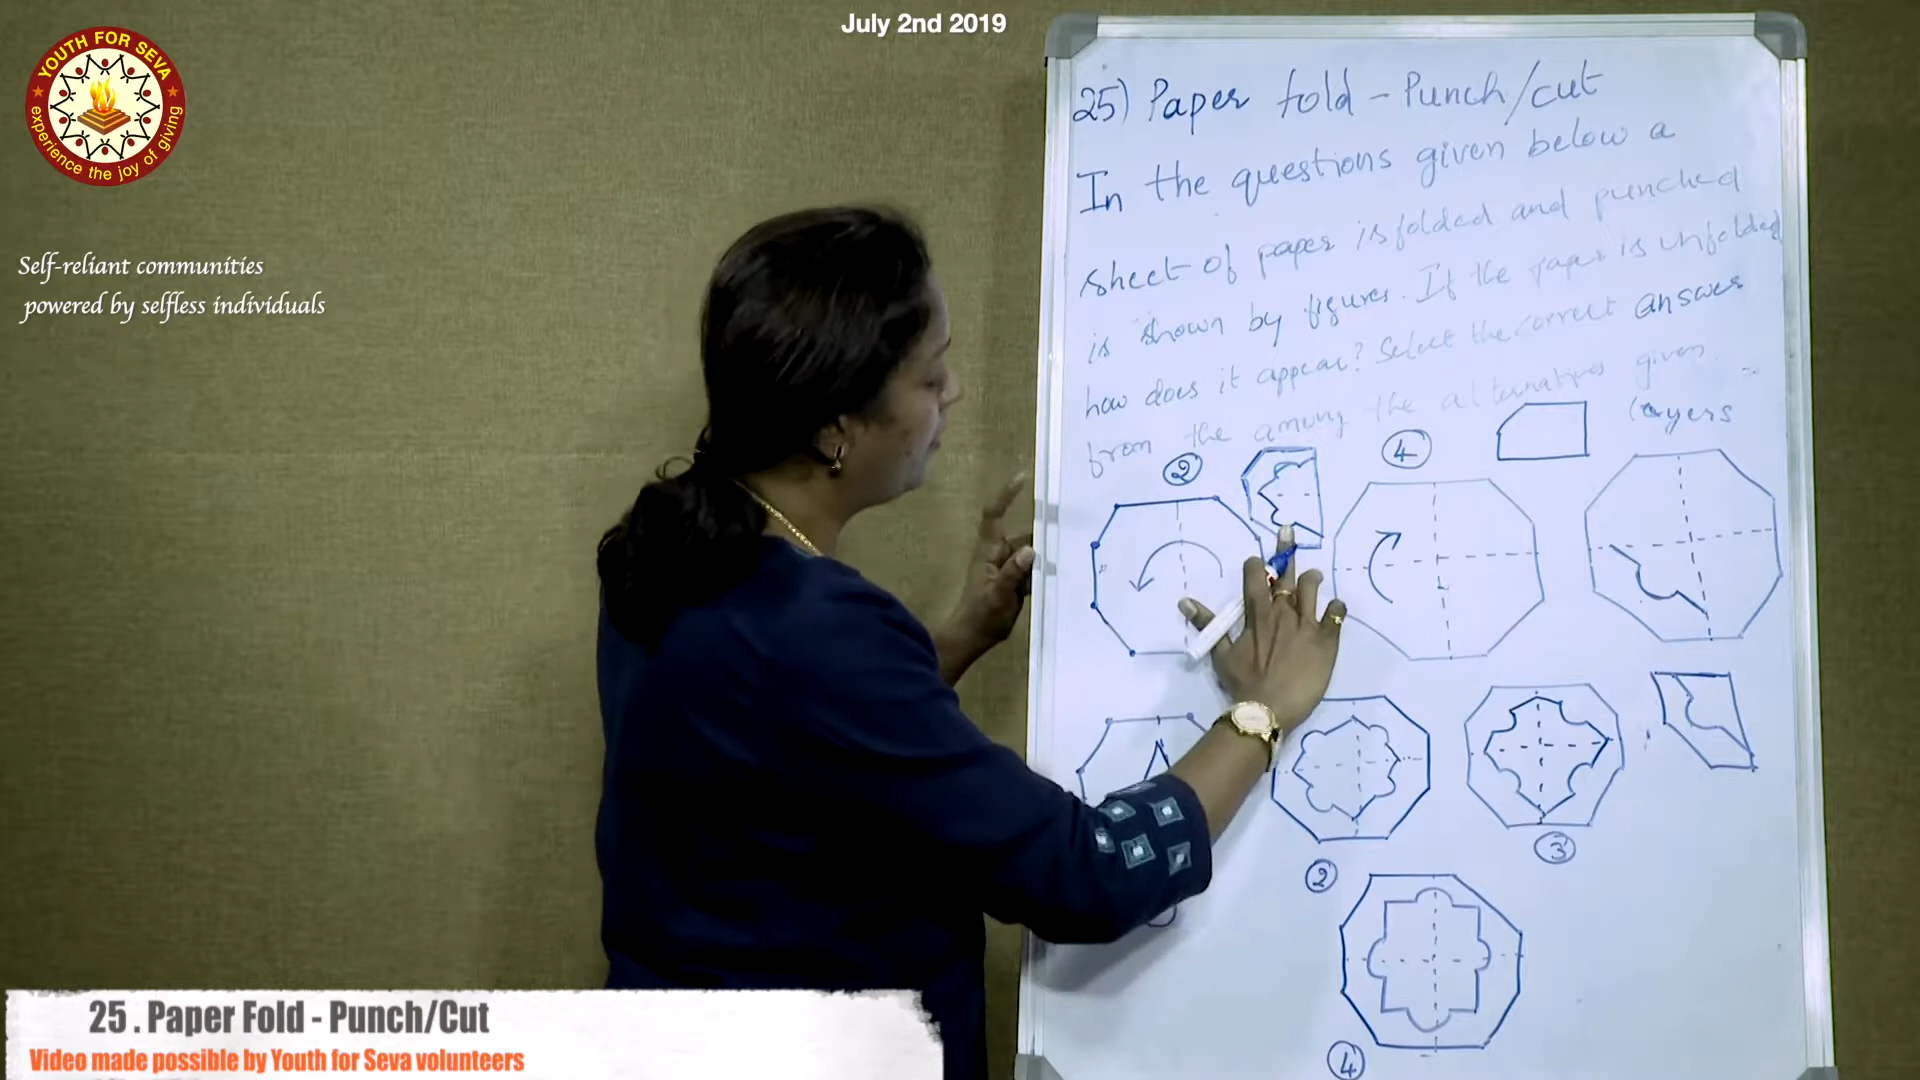 July 2nd 2019
YOUTH FOR SEVA
experience the joy of giving
Self-reliant communities
powered by selfless individuals
25) Paper fold - Punch/cut
In the questions given below a
sheet of paper is folded and punched
is shown by figures. If the paper is unfolded
how does it appear? Select the correct answer
from the among the alternatives given.
layers
2
4
2
3
4
25 . Paper Fold - Punch/Cut
Video made possible by Youth for Seva volunteers